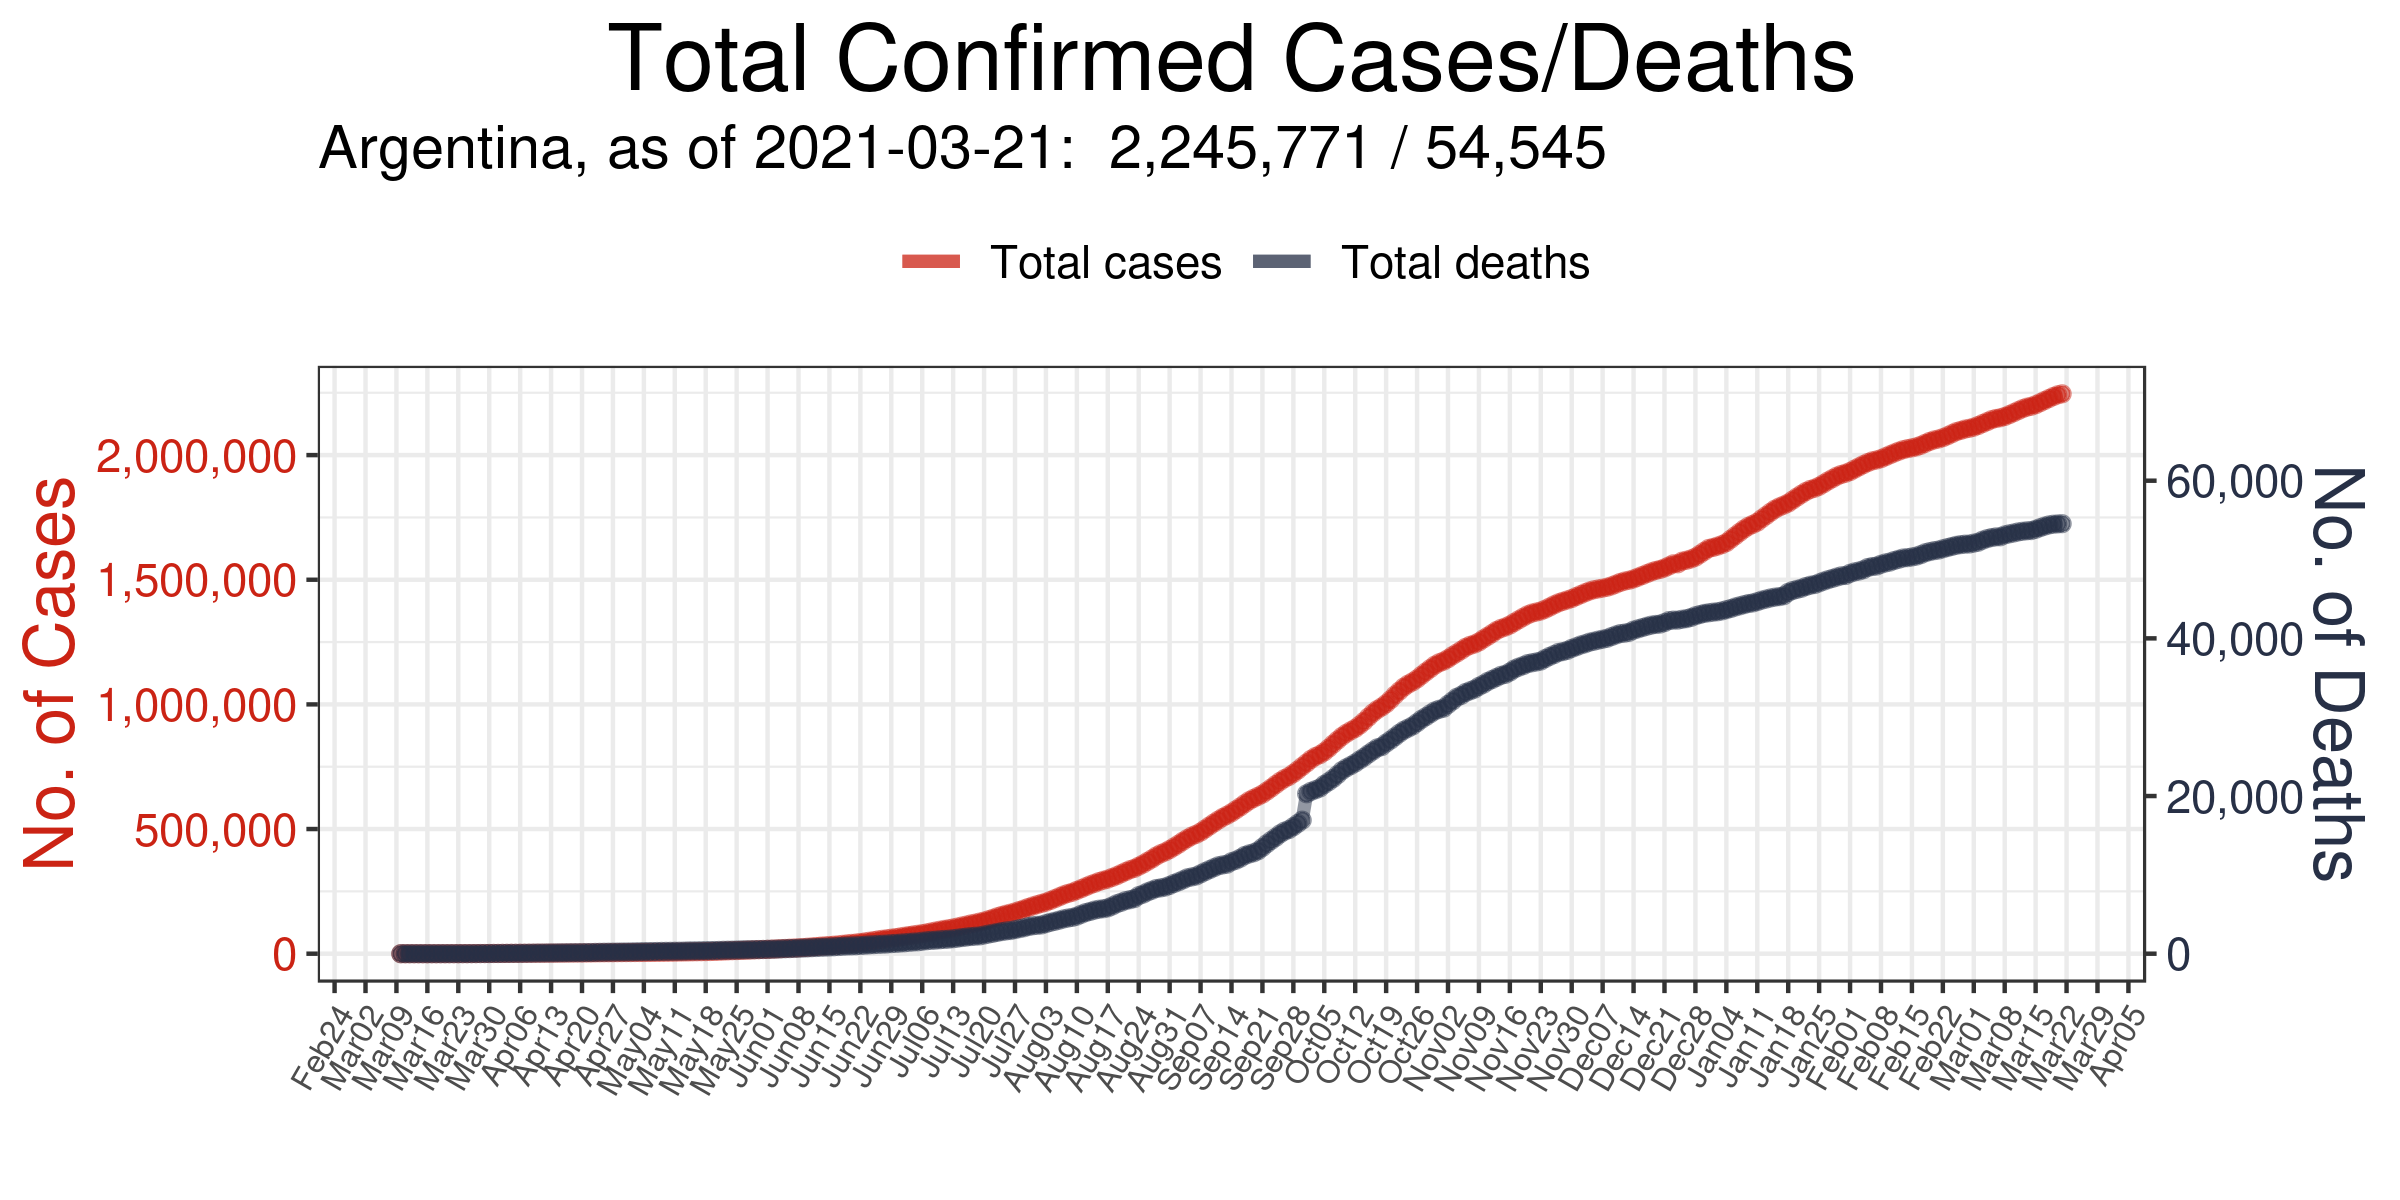 Total Confirmed Cases/Deaths
Argentina, as of 2021-03-21:  2,245,771 / 54,545
Total cases
Total deaths
No. of Cases
2,000,000
1,500,000
1,000,000
500,000
0
60,000
40,000
20,000
0
No. of Deaths
Feb24
Mar02
Mar09
Mar16
Mar23
Mar30
Apr06
Apr13
Apr20
Apr27
May04
May11
May18
May25
Jun01
Jun08
Jun15
Jun22
Jun29
Jul06
Jul13
Jul20
Jul27
Aug03
Aug10
Aug17
Aug24
Aug31
Sep07
Sep14
Sep21
Sep28
Oct05
Oct12
Oct19
Oct26
Nov02
Nov09
Nov16
Nov23
Nov30
Dec07
Dec14
Dec21
Dec28
Jan04
Jan11
Jan18
Jan25
Feb01
Feb08
Feb15
Feb22
Mar01
Mar08
Mar15
Mar22
Mar29
Apr05